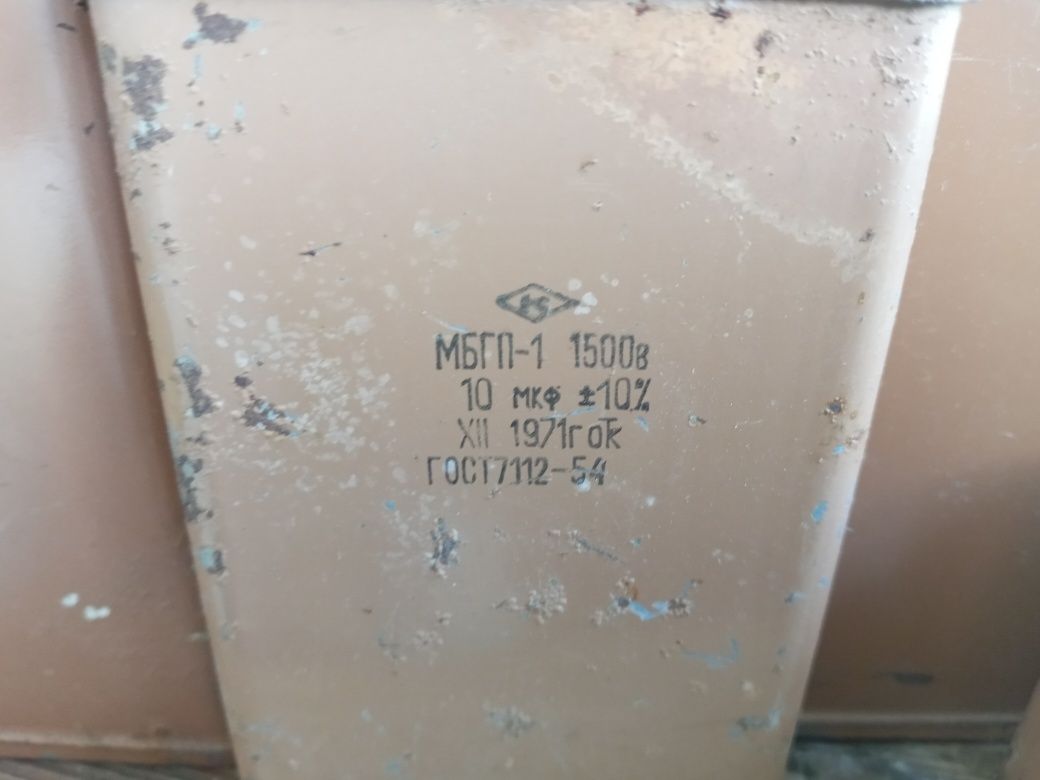 МБГП-1 1500в
10 мкф ±10%
XII 1971г отк
ГОСТ7112-54